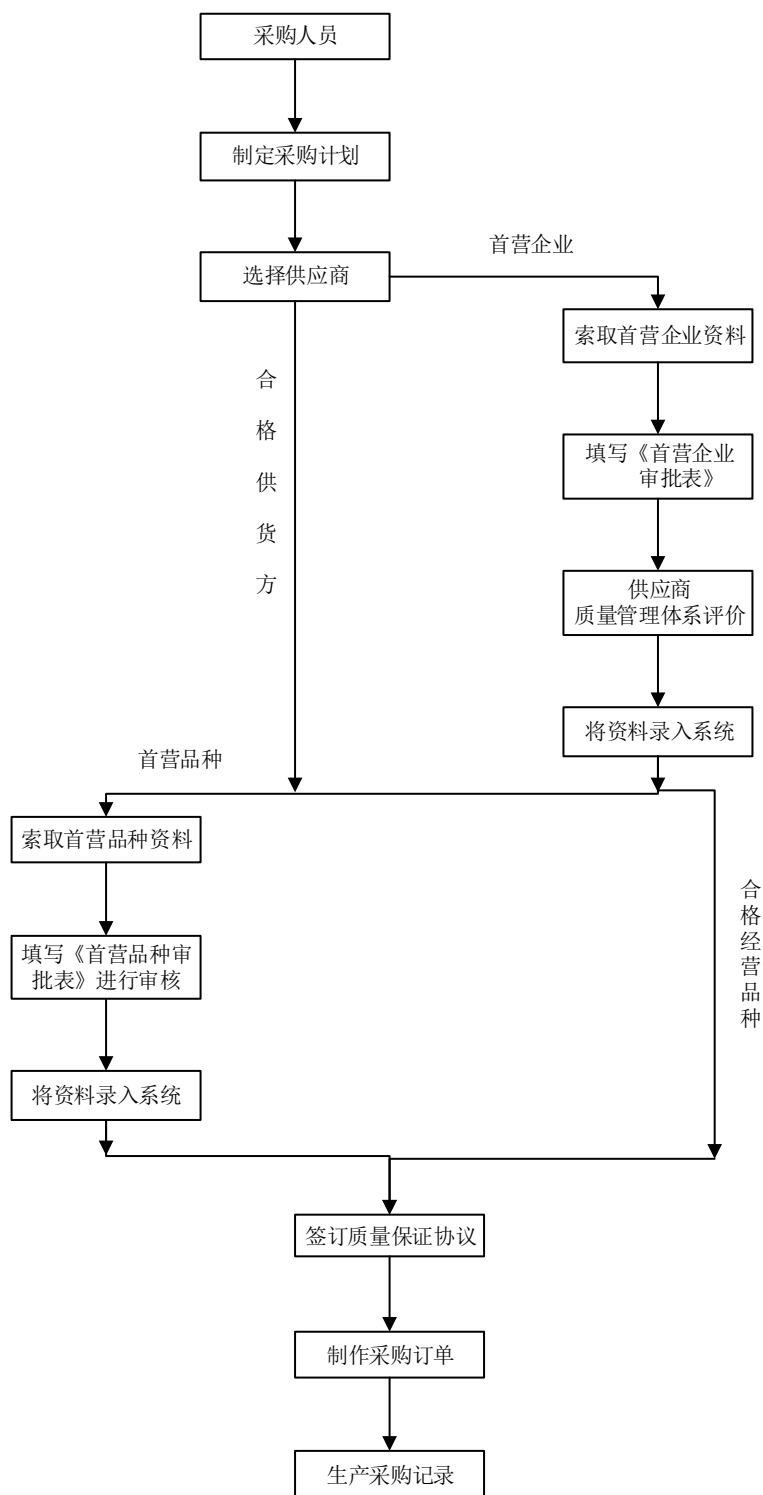 采购人员
制定采购计划
选择供应商
首营企业
索取首营企业资料
合格供货方
填写《首营企业
审批表》
供应商
质量管理体系评价
将资料录入系统
首营品种
索取首营品种资料
合格经营品种
填写《首营品种审
批表》进行审核
将资料录入系统
签订质量保证协议
制作采购订单
生产采购记录